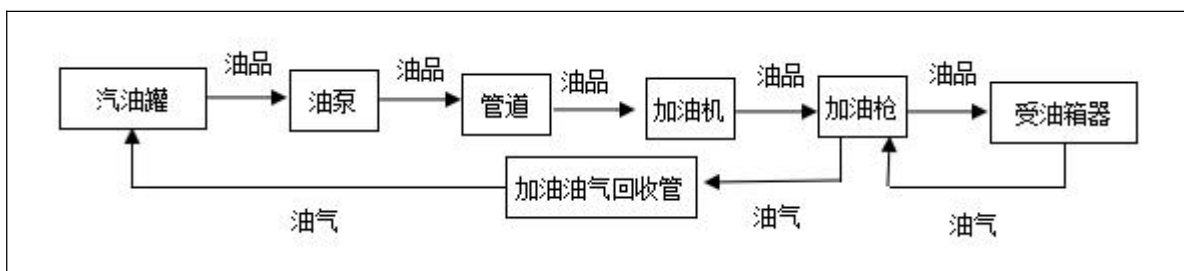 油品
油品
油品
油品
油品
汽油罐
油泵
管道
加油机
加油枪
受油箱器
加油油气回收管
油气
油气
油气